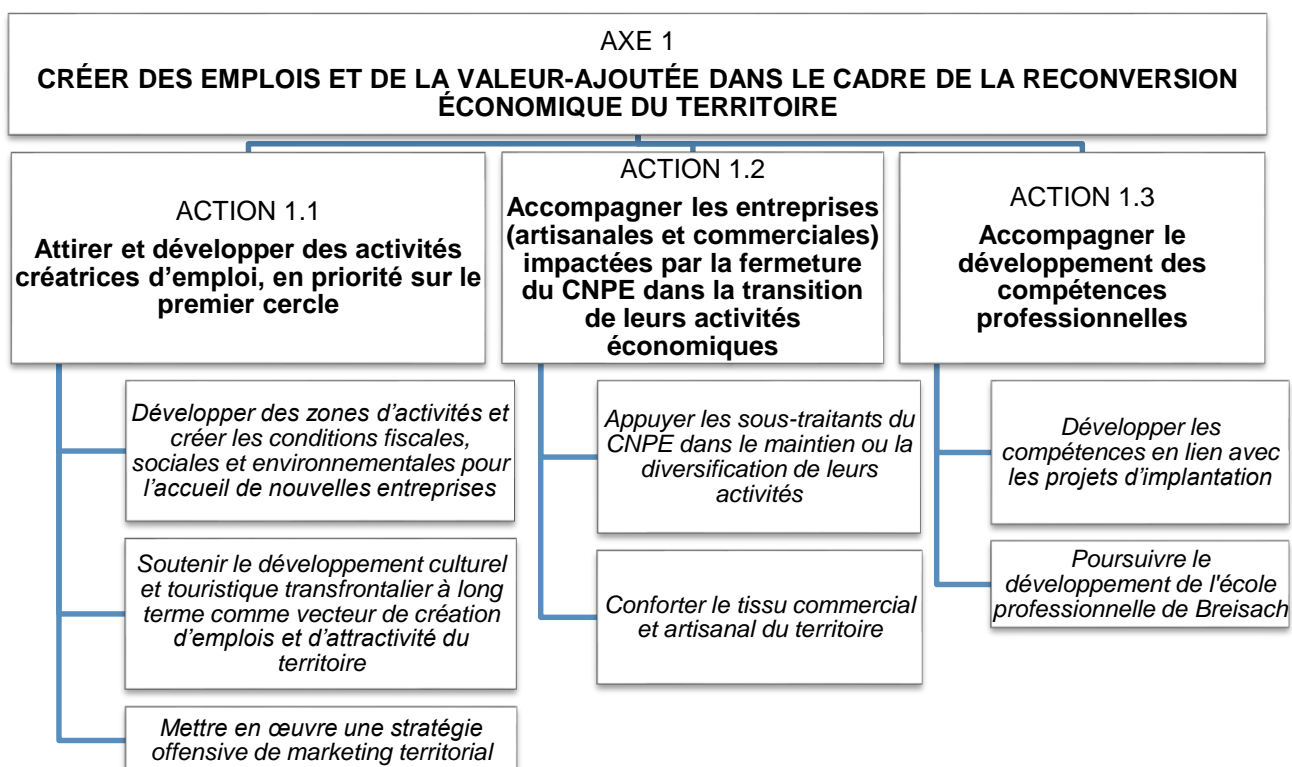 AXE 1
CRÉER DES EMPLOIS ET DE LA VALEUR-AJOUTÉE DANS LE CADRE DE LA RECONVERSION
ÉCONOMIQUE DU TERRITOIRE
ACTION 1.1
Attirer et développer des activités
créatrices d’emploi, en priorité sur le
premier cercle
Développer des zones d’activités et
créer les conditions fiscales,
sociales et environnementales pour
l’accueil de nouvelles entreprises
Soutenir le développement culturel
et touristique transfrontalier à long
terme comme vecteur de création
d’emplois et d’attractivité du
territoire
Mettre en œuvre une stratégie
offensive de marketing territorial
ACTION 1.2
Accompagner les entreprises
(artisanales et commerciales)
impactées par la fermeture
du CNPE dans la transition
de leurs activités
économiques
Appuyer les sous-traitants du
CNPE dans le maintien ou la
diversification de leurs
activités
Conforter le tissu commercial
et artisanal du territoire
ACTION 1.3
Accompagner le
développement des
compétences
professionnelles
Développer les
compétences en lien avec
les projets d’implantation
Poursuivre le
développement de l'école
professionnelle de Breisach